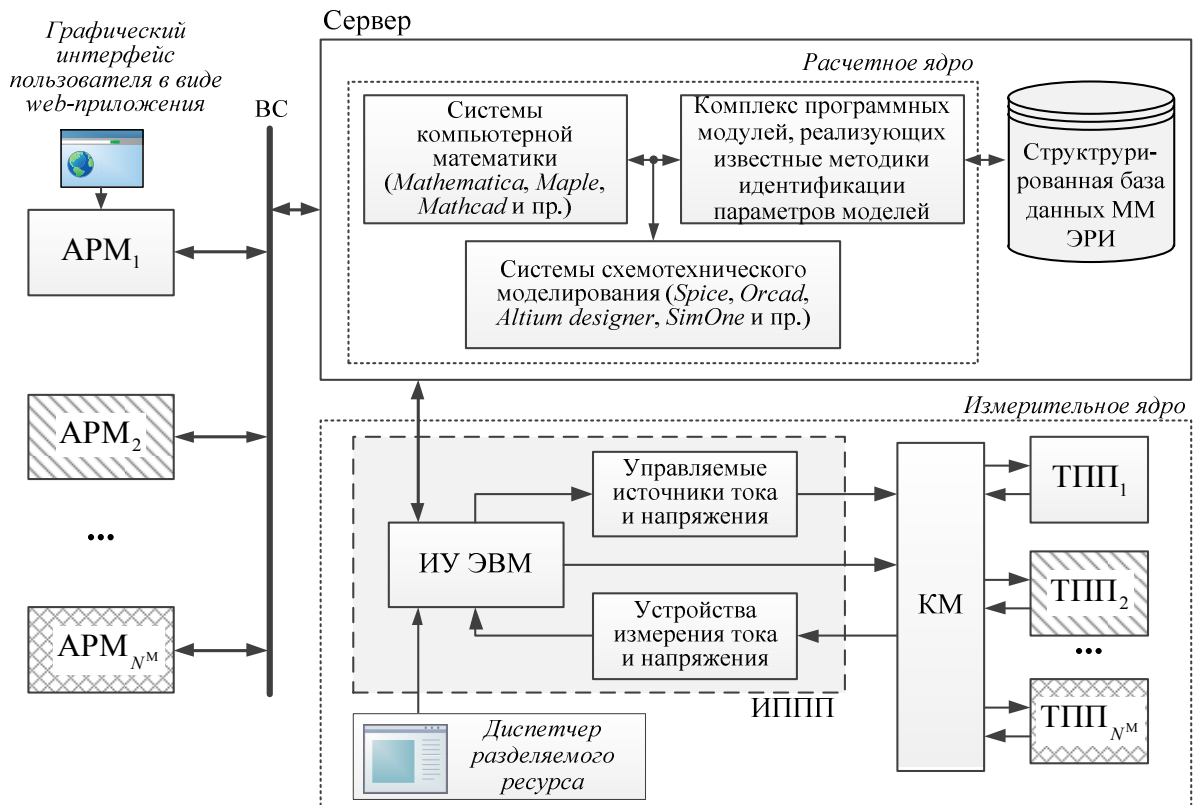 Графический
интерфейс
пользователя в виде
web-приложения
ВС
АРМ1
АРМ2
...
АРМNМ
Сервер
Расчетное ядро
Системы
компьютерной
математики
(Mathematica, Maple,
Mathcad и пр.)
Комплекс программных
модулей, реализующих
известные методики
идентификации
параметров моделей
Структрури-
рированная база
данных ММ
ЭРИ
Системы схемотехнического
моделирования (Spice, Orcad,
Altium designer, SimOne и пр.)
Измерительное ядро
Управляемые
источники тока
и напряжения
ИУ ЭВМ
Устройства
измерения тока
и напряжения
ИППП
Диспетчер
разделяемого
ресурса
КМ
ТПП1
ТПП2
...
ТППNМ